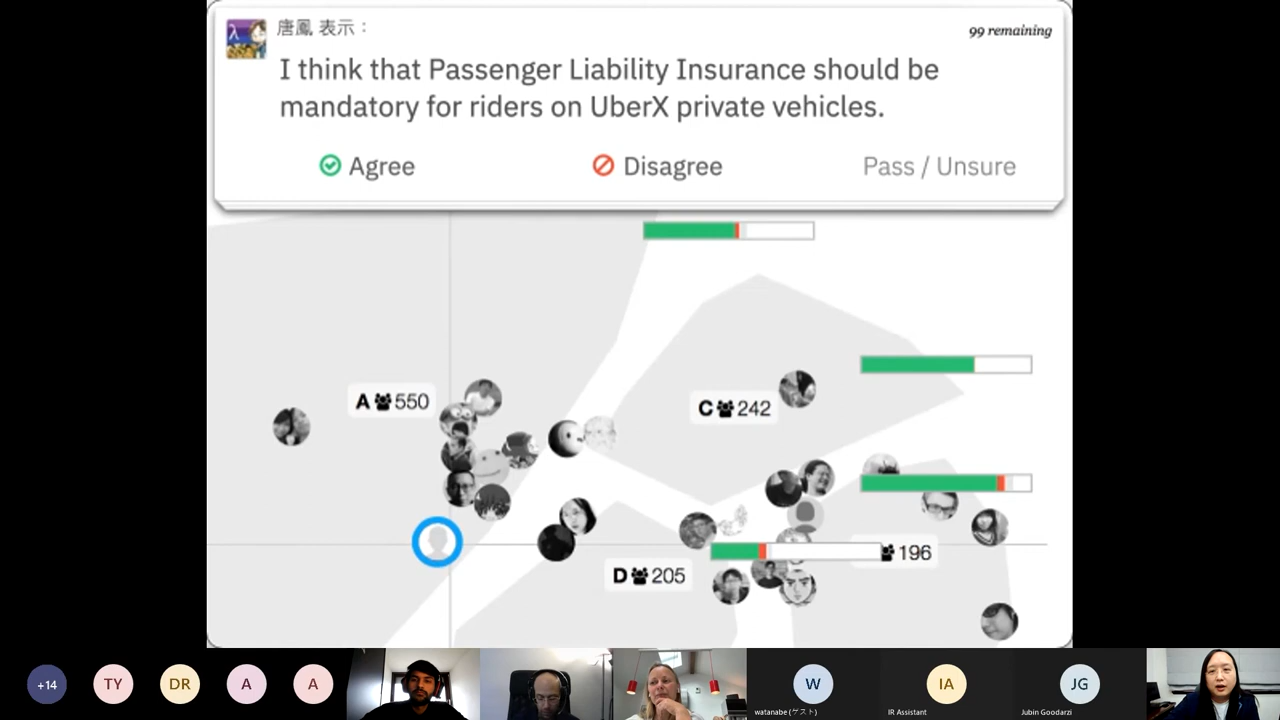 唐鳳 表示：
99 remaining
I think that Passenger Liability Insurance should be
mandatory for riders on UberX private vehicles.
Agree
Disagree
Pass / Unsure
A 550
C 242
196
D 205
+14
TY
DR
A
A
W
watanabe (ゲスト)
IA
IR Assistant
JG
Jubin Goodarzi